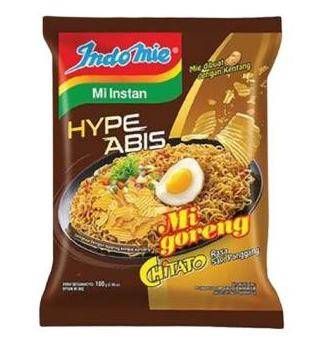 Indomie
Mi Instan
Mie dibuat
dengan Kentang
HYPE
ABIS
Mi
goreng
CHITATO
Rasa
Sapi Panggang